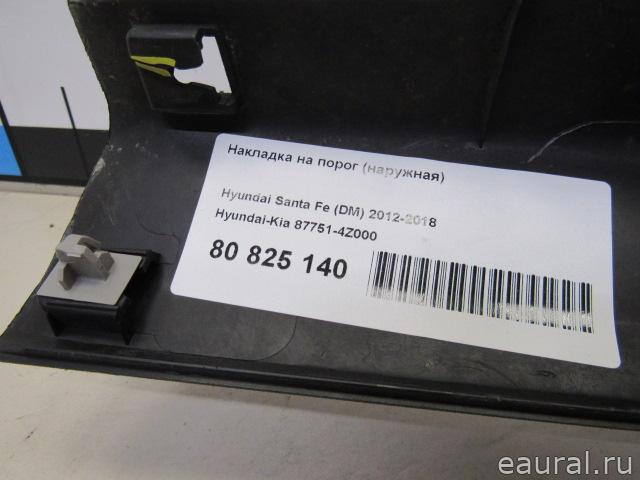 Накладка на порог (наружная)
Hyundai Santa Fe (DM) 2012-2018
Hyundai-Kia 87751-4Z000
80 825 140
eaural.ru